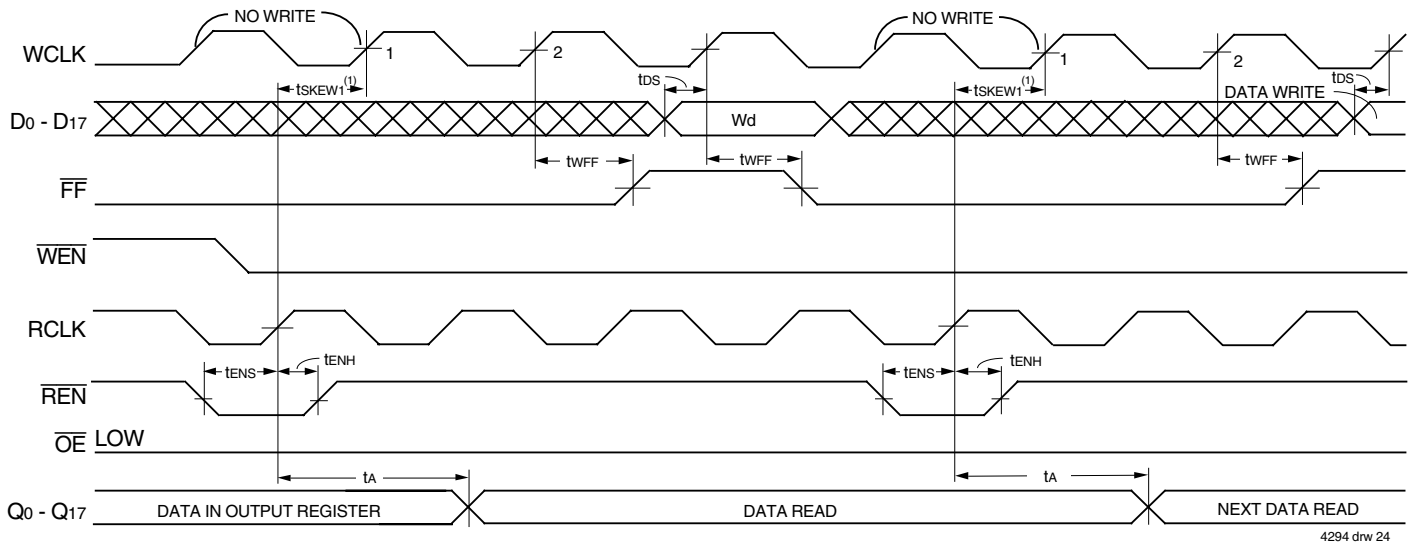 NO WRITE
NO WRITE
WCLK
1
2
1
2
tSKEW1(1)
tDS
tSKEW1(1)
tDS
DATA WRITE
D0 - D17
Wd
tWFF
tWFF
tWFF
FF
WEN
RCLK
tENS
tENH
tENS
tENH
REN
OE LOW
tA
tA
Q0 - Q17
DATA IN OUTPUT REGISTER
DATA READ
NEXT DATA READ
4294 drw 24